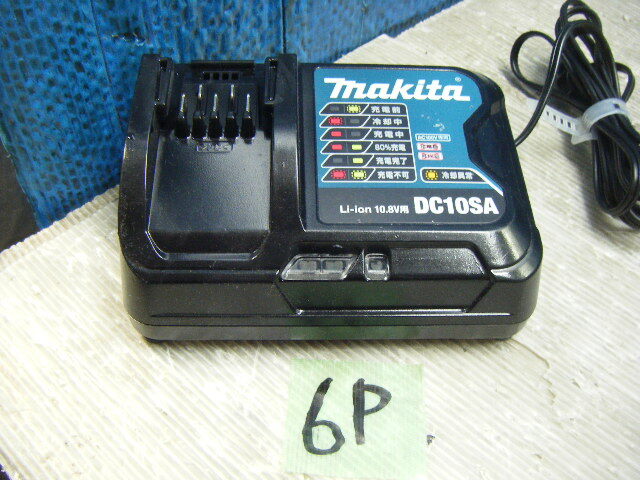 makita
充電前
冷却中
充電中
80%充電
充電完了
充電不可
冷却異常
Li-ion 10.8V用 DC10SA
6P